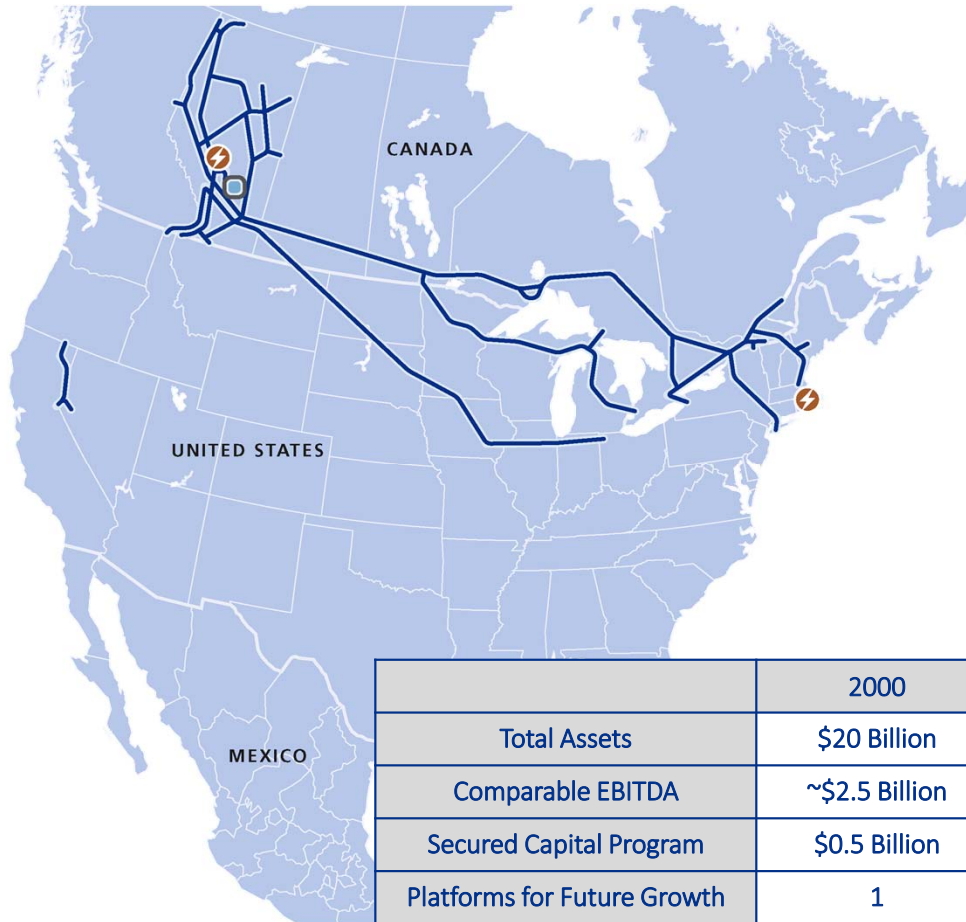 CANADA
UNITED STATES
MEXICO
2000
Total Assets $20 Billion
Comparable EBITDA ~$2.5 Billion
Secured Capital Program $0.5 Billion
Platforms for Future Growth 1